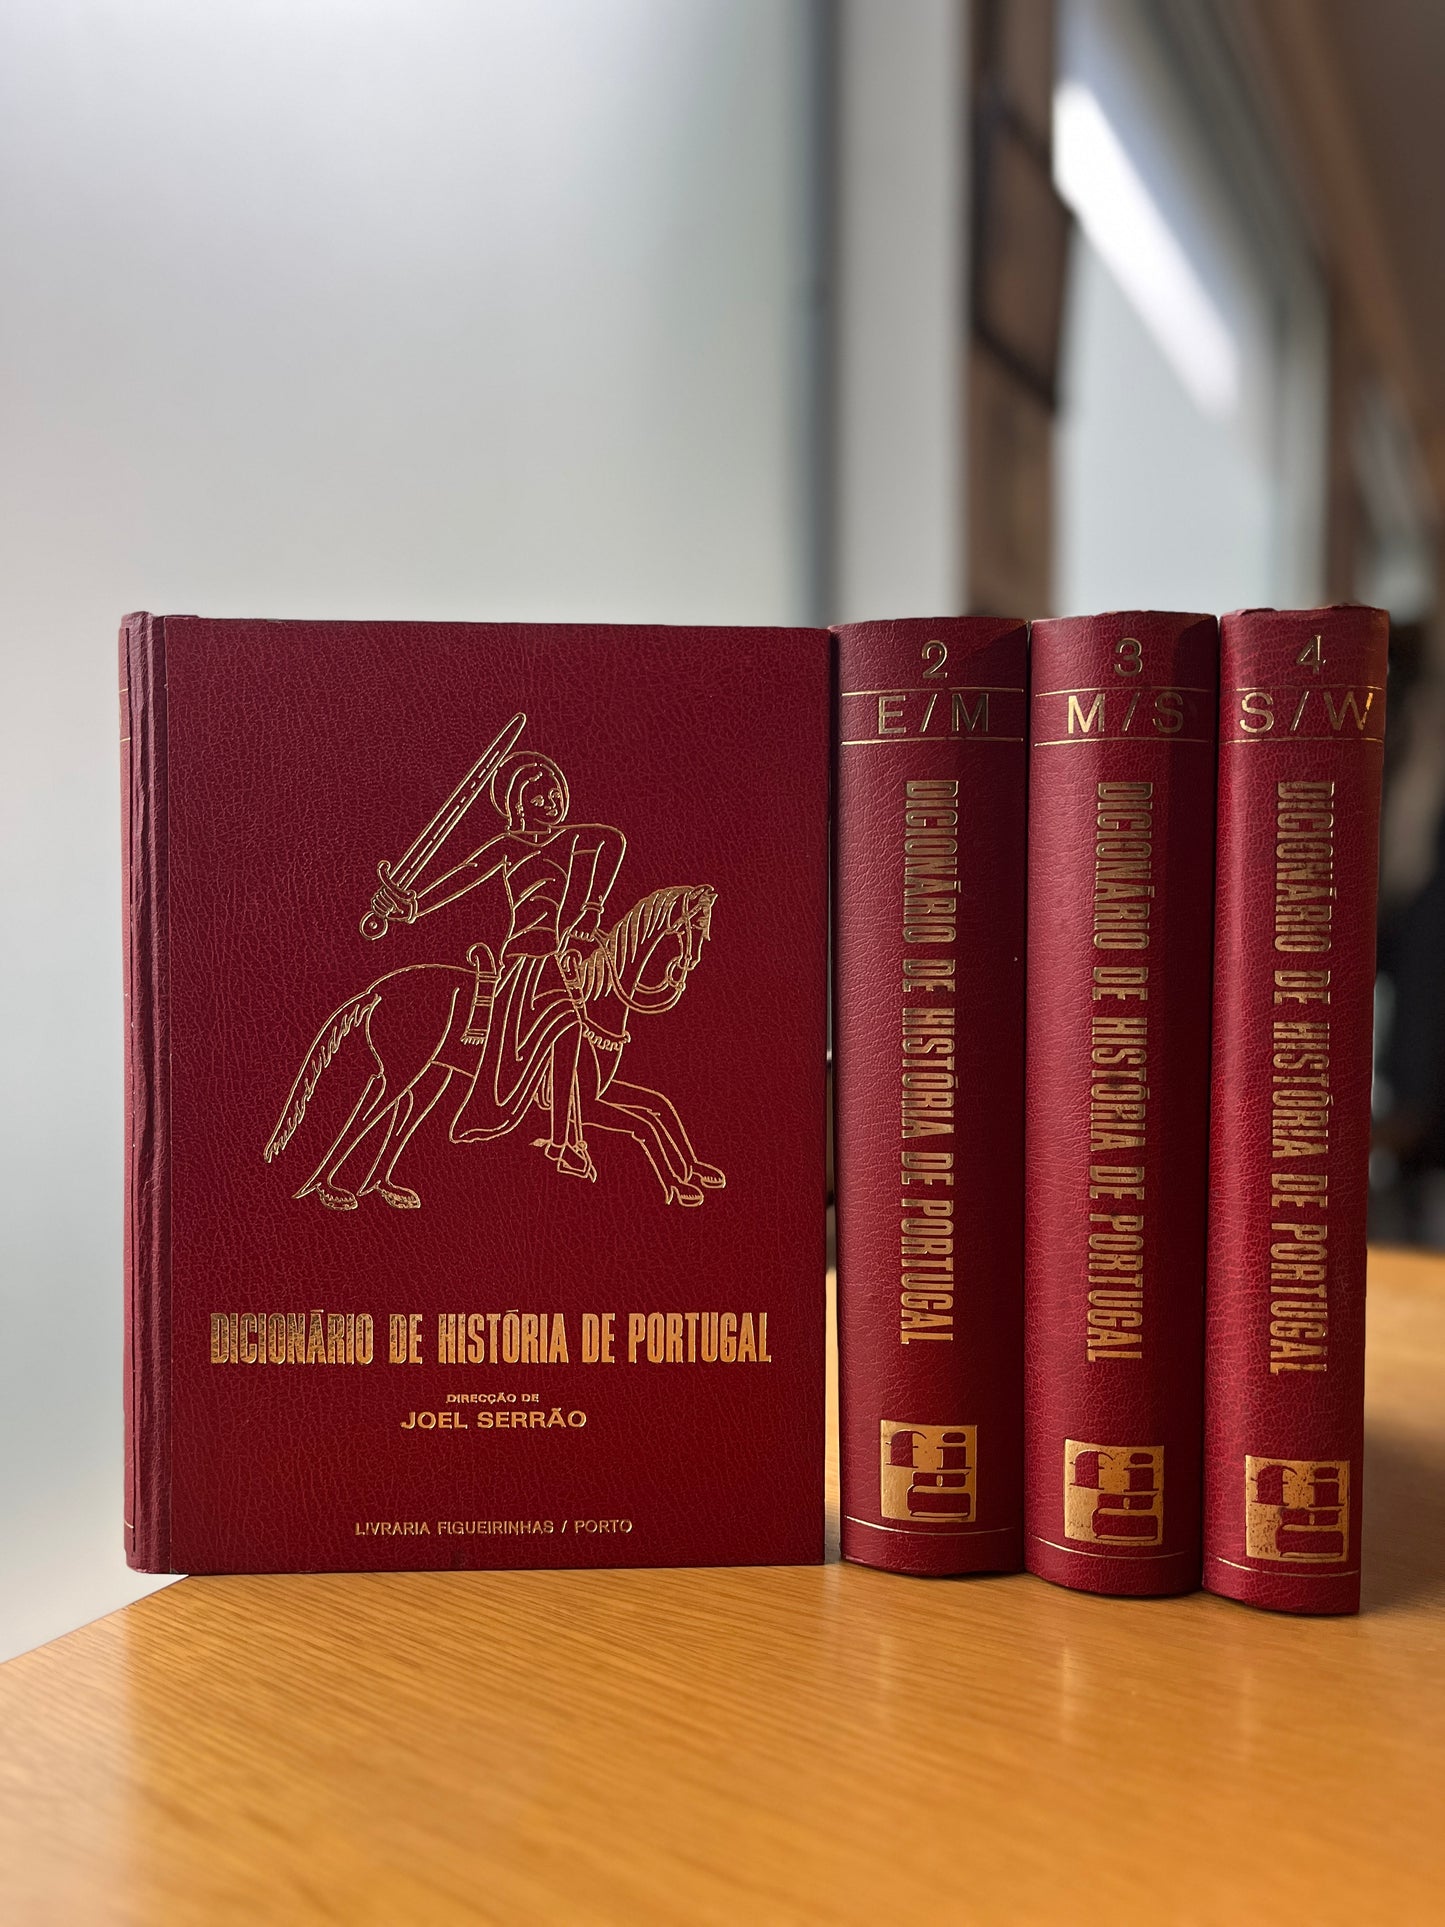 DICIONÁRIO DE HISTÓRIA DE PORTUGAL
DIRECÇÃO DE
JOEL SERRÃO
LIVRARIA FIGUEIRINHAS / PORTO
2
E/M
DICIONÁRIO DE HISTÓRIA DE PORTUGAL
3
M/S
DICIONÁRIO DE HISTÓRIA DE PORTUGAL
4
S/W
DICIONÁRIO DE HISTÓRIA DE PORTUGAL